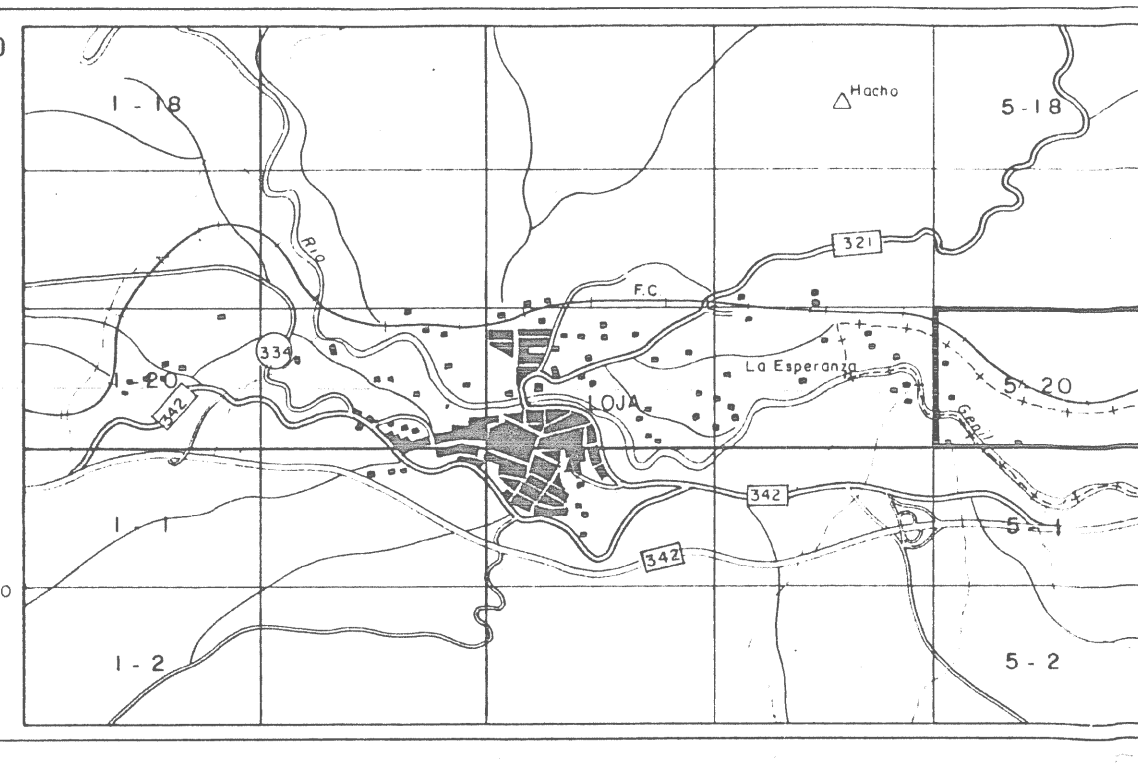 Hacho
1 - 18
5 - 18
Rio
321
F.C.
334
La Esperanza
1 - 20
5 - 20
342
LOJA
Genil
342
1 - 1
5 - 1
342
1 - 2
5 - 2